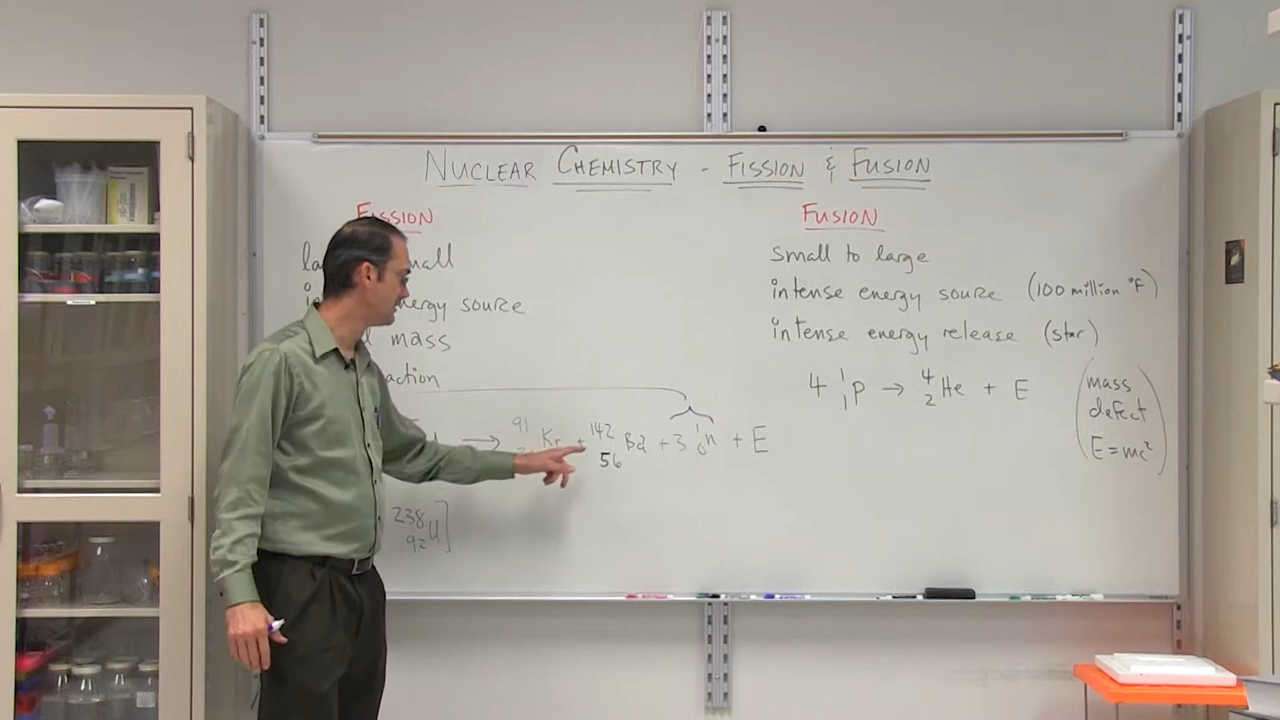 NUCLEAR CHEMISTRY - FISSION & FUSION
FISSION
small
energy source
mass
action
→ 91 Kr + 142 56 Ba + 3 1 0 n + E
238 92 U]
FUSION
small to large
intense energy source (100 million °F)
intense energy release (star)
4 1 1 P → 4 2 He + E
(mass
defect
E = mc²)